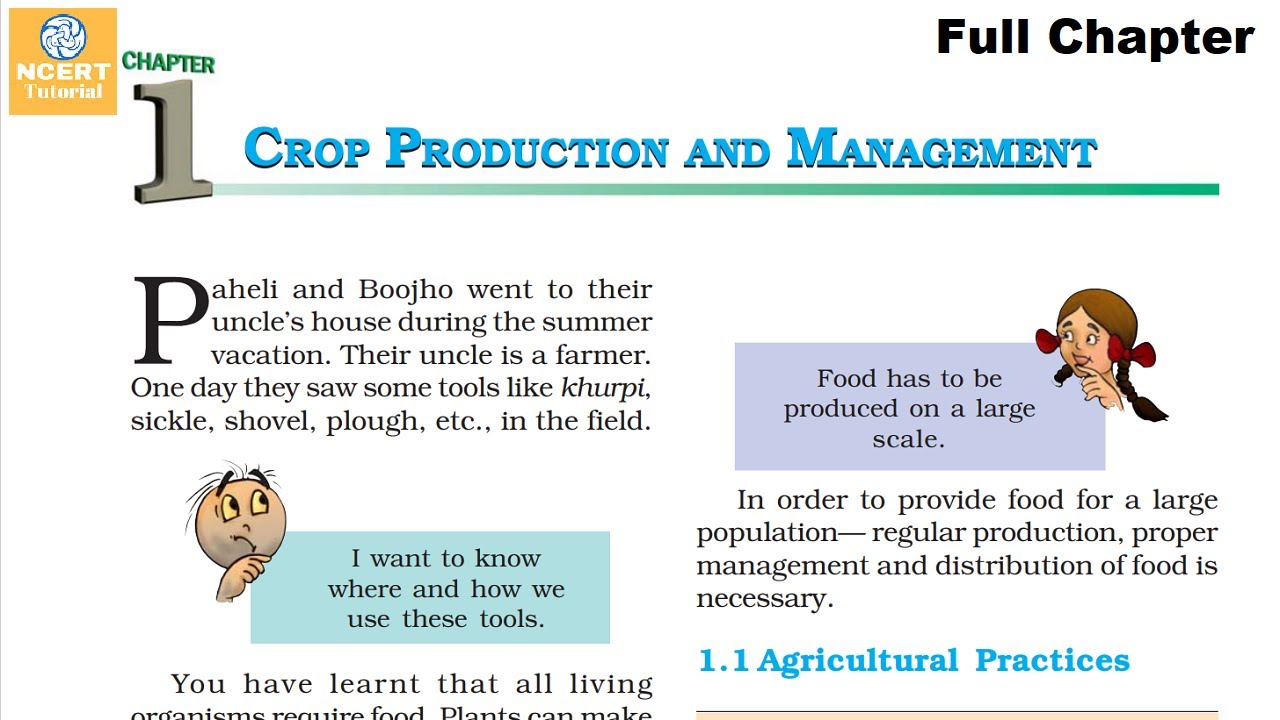 NCERT
Tutorial
Full Chapter
CHAPTER
1
CROP PRODUCTION AND MANAGEMENT
Paheli and Boojho went to their
uncle's house during the summer
vacation. Their uncle is a farmer.
One day they saw some tools like khurpi,
sickle, shovel, plough, etc., in the field.
I want to know
where and how we
use these tools.
You have learnt that all living
organisms require food. Plants can make
Food has to be
produced on a large
scale.
In order to provide food for a large
population— regular production, proper
management and distribution of food is
necessary.
1.1 Agricultural Practices